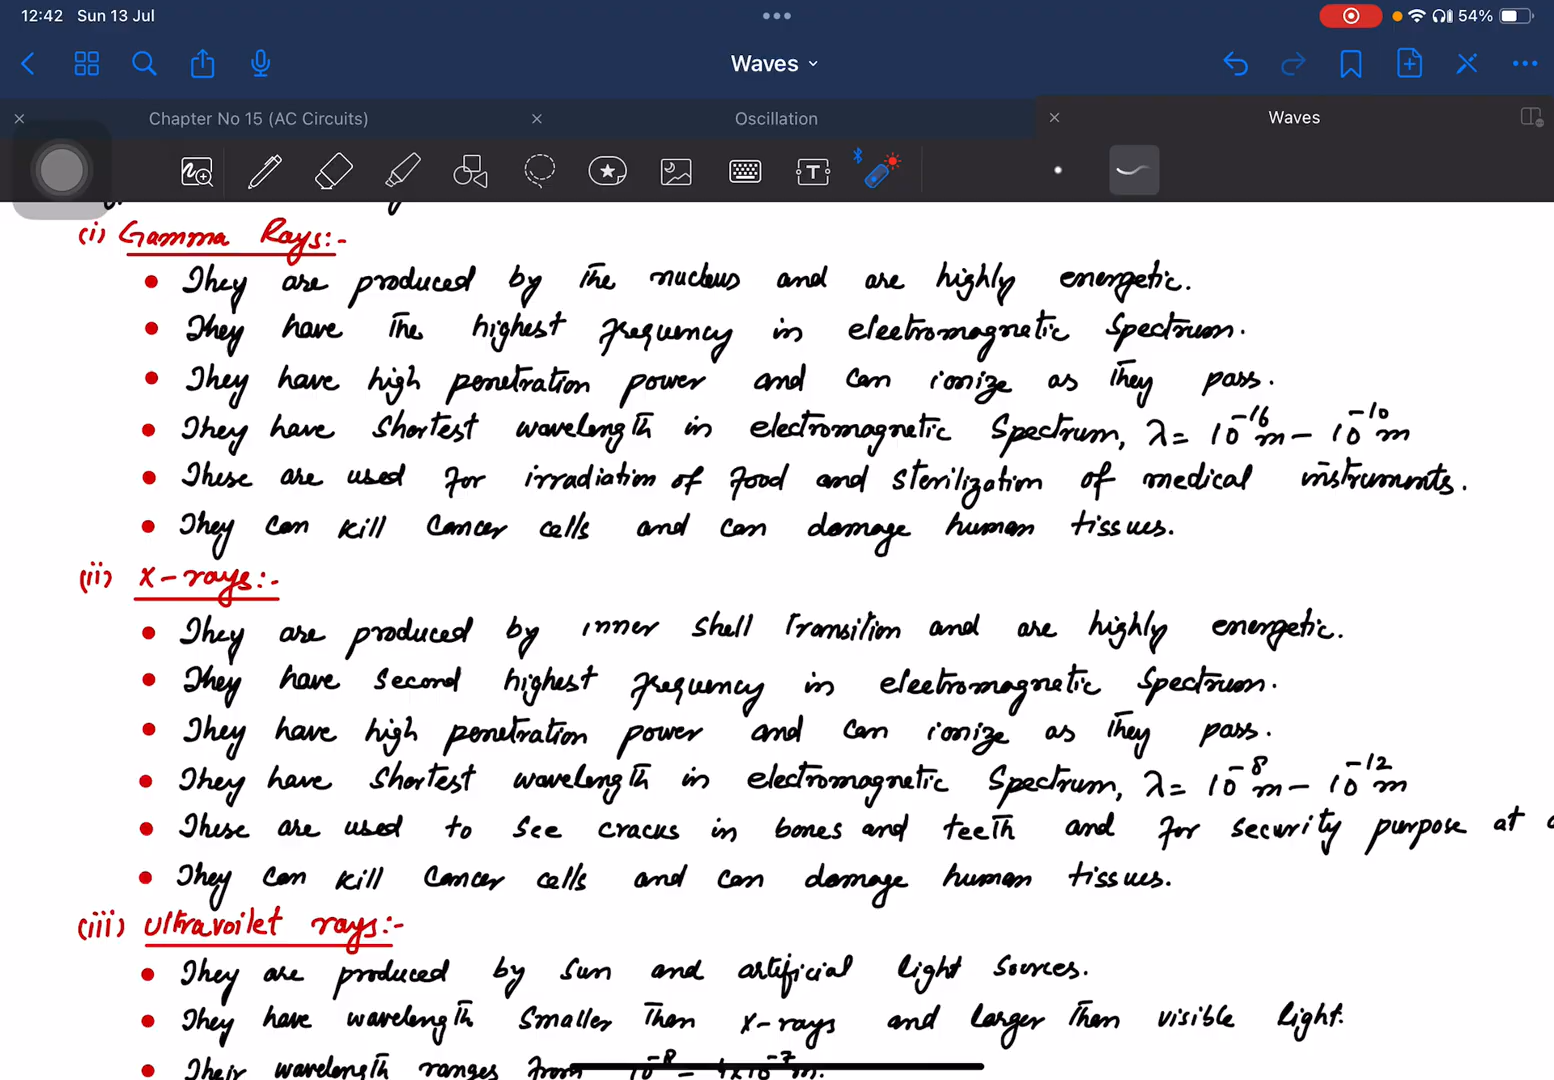 12:42 Sun 13 Jul
54%
Waves
Chapter No 15 (AC Circuits)
Oscillation
Waves
(i) Gamma Rays:-
• They are produced by the nucleus and are highly energetic.
• They have the highest frequency in electromagnetic Spectrum.
• They have high penetration power and can ionize as they pass.
• They have shortest wavelength in electromagnetic Spectrum, λ= 10⁻¹⁶m – 10⁻¹⁰m
• These are used for irradiation of food and sterilization of medical instruments.
• They can kill cancer cells and can damage human tissues.
(ii) X-rays:-
• They are produced by inner shell transition and are highly energetic.
• They have second highest frequency in electromagnetic spectrum.
• They have high penetration power and can ionize as they pass.
• They have shortest wavelength in electromagnetic Spectrum, λ= 10⁻⁸m – 10⁻¹²m
• These are used to see cracks in bones and teeth and for security purpose at
• They can kill cancer cells and can damage human tissues.
(iii) Ultravoilet rays:-
• They are produced by sun and artificial light sources.
• They have wavelength smaller than x-rays and larger than visible light.
• Their wavelength ranges from 10⁻⁸ – 4x10⁻⁷m.